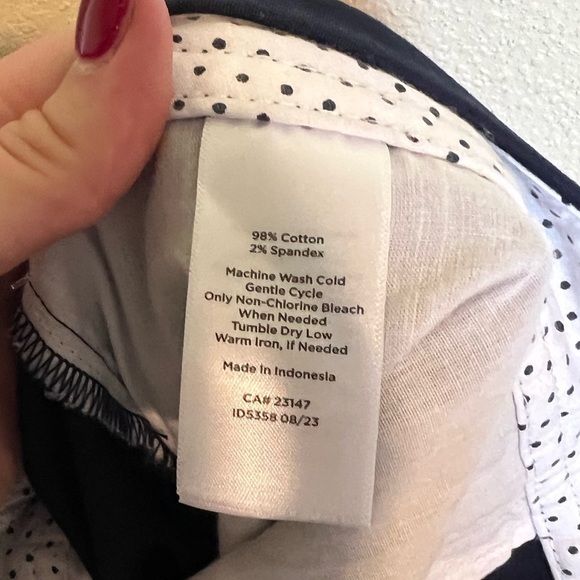 98% Cotton
2% Spandex
Machine Wash Cold
Gentle Cycle
Only Non-Chlorine Bleach
When Needed
Tumble Dry Low
Warm Iron, If Needed
Made In Indonesia
CA# 23147
ID5358 08/23